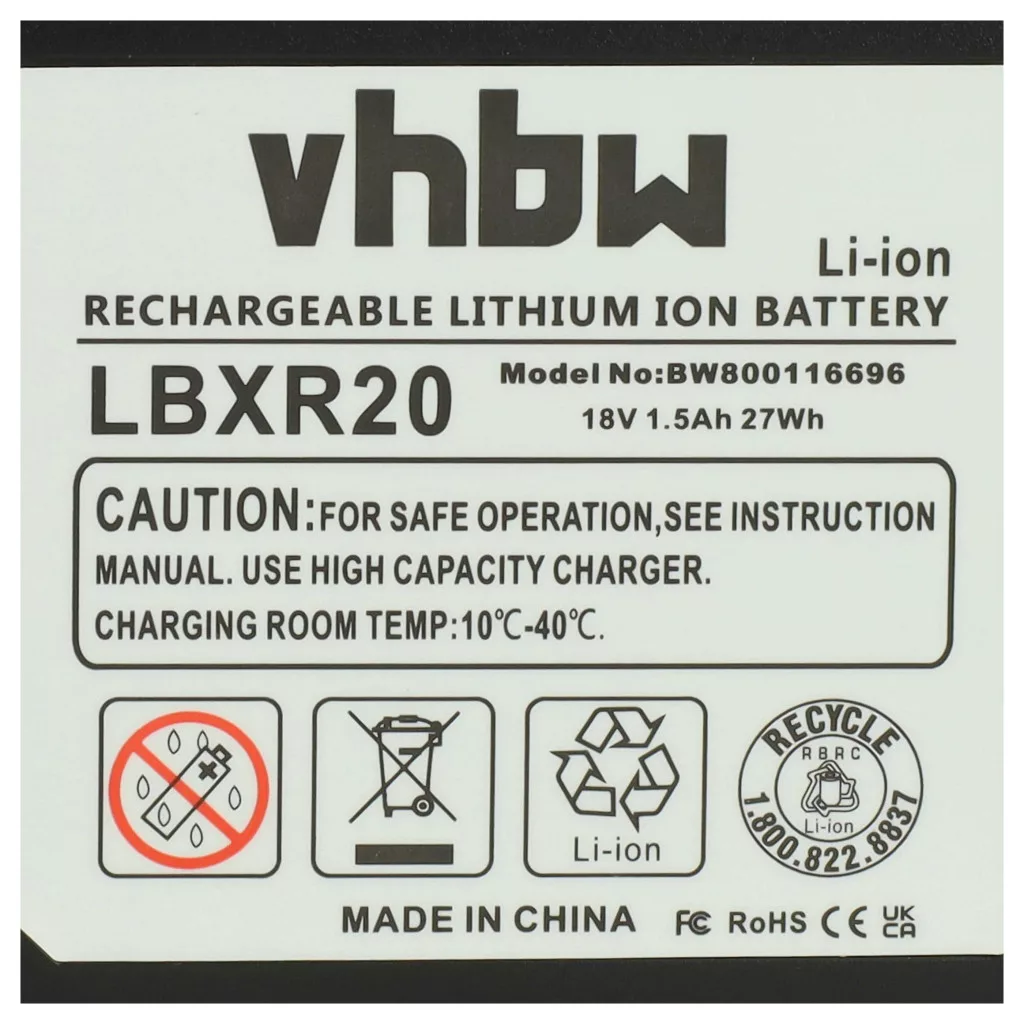 vhbw
Li-ion
RECHARGEABLE LITHIUM ION BATTERY
LBXR20
Model No:BW800116696
18V 1.5Ah 27Wh
CAUTION:FOR SAFE OPERATION,SEE INSTRUCTION
MANUAL. USE HIGH CAPACITY CHARGER.
CHARGING ROOM TEMP:10℃-40℃.
Li-ion
RECYCLE
RBRC
Li-ion
1.800.822.8837
MADE IN CHINA FC RoHS CE UK
CA